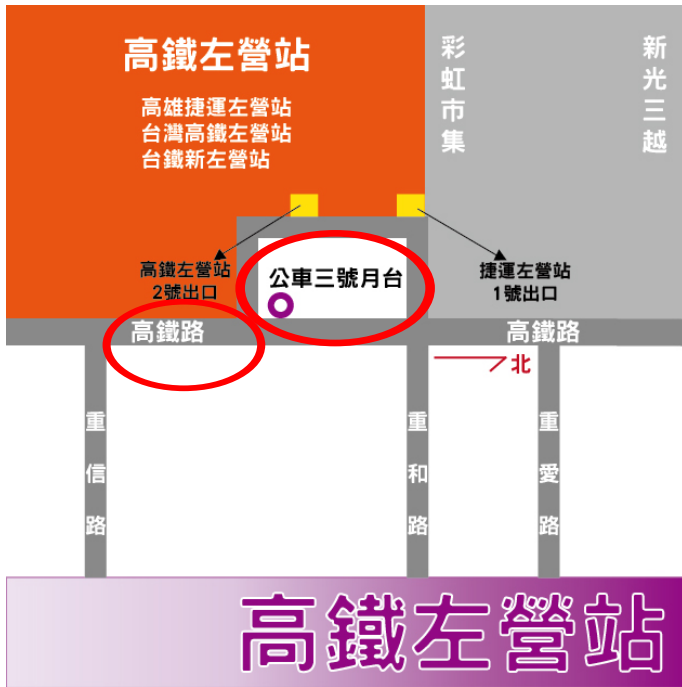 高鐵左營站
高雄捷運左營站
台灣高鐵左營站
台鐵新左營站
彩虹市集
新光三越
高鐵左營站
2號出口
公車三號月台
捷運左營站
1號出口
高鐵路
高鐵路
北
重信路
重和路
重愛路
高鐵左營站